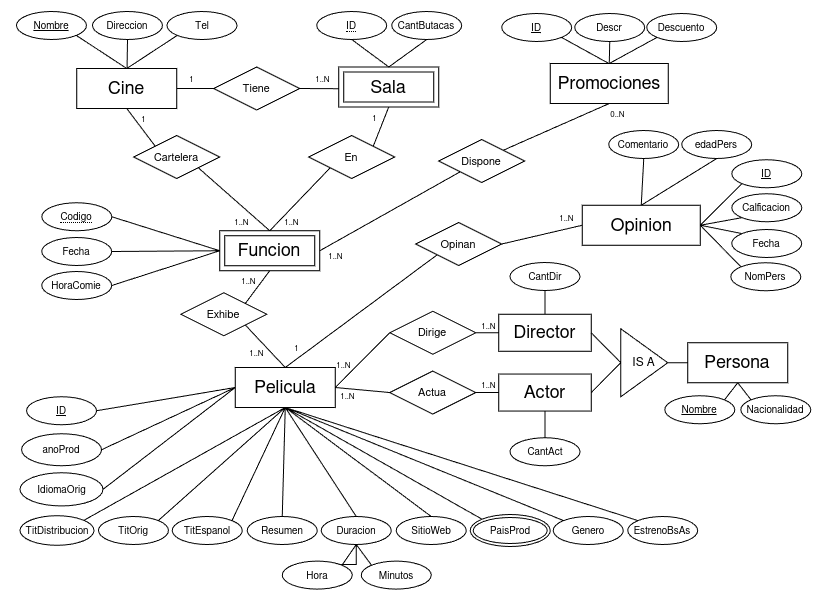 Nombre
Direccion
Tel
ID
CantButacas
ID
Descr
Descuento
Cine
1
Tiene
1..N
Sala
Promociones
1
1
0..N
Cartelera
En
Dispone
Comentario
edadPers
ID
Calficacion
Fecha
NomPers
1..N
Opinion
Codigo
Fecha
HoraComie
1..N
1..N
Funcion
1..N
1..N
Opinan
CantDir
Exhibe
1..N
1
1..N
Dirige
1..N
Director
IS A
Persona
Pelicula
1..N
Actua
1..N
Actor
Nombre
Nacionalidad
CantAct
ID
anoProd
IdiomaOrig
TitDistribucion
TitOrig
TitEspanol
Resumen
Duracion
SitioWeb
PaisProd
Genero
EstrenoBsAs
Hora
Minutos